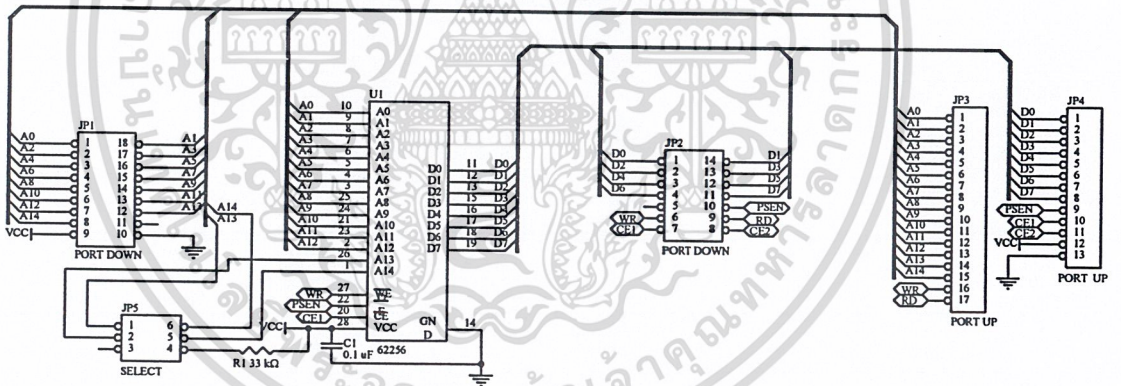 JP1
A0
A2
A4
A6
A8
A10
A12
A14
VCC
1
2
3
4
5
6
7
8
9
18
17
16
15
14
13
12
11
10
A1
A3
A5
A7
A9
A11
A13
PORT DOWN
A14
A13
JP5
1
2
3
6
5
4
SELECT
R1 33 kΩ
VCC
C1
0.1 uF
U1
A0 10
A1 9
A2 8
A3 7
A4 6
A5 5
A6 4
A7 3
A8 25
A9 24
A10 21
A11 23
A12 2
26
1
WR 27
PSEN 22
CE1 20
28
A0
A1
A2
A3
A4
A5
A6
A7
A8
A9
A10
A11
A12
A13
A14
WE
CE
VCC
D0
D1
D2
D3
D4
D5
D6
D7
GN
D
14
62256
11 D0
12 D1
13 D2
15 D3
16 D4
17 D5
18 D6
19 D7
JP2
D0
D2
D4
D6
WR
CE1
1
2
3
4
5
6
7
14
13
12
11
10
9
8
D1
D3
D5
D7
PSEN
RD
CE2
PORT DOWN
JP3
A0
A1
A2
A3
A4
A5
A6
A7
A8
A9
A10
A11
A12
A13
A14
WR
RD
1
2
3
4
5
6
7
8
9
10
11
12
13
14
15
16
17
PORT UP
JP4
D0
D1
D2
D3
D4
D5
D6
D7
PSEN
CE1
CE2
VCC
1
2
3
4
5
6
7
8
9
10
11
12
13
PORT UP